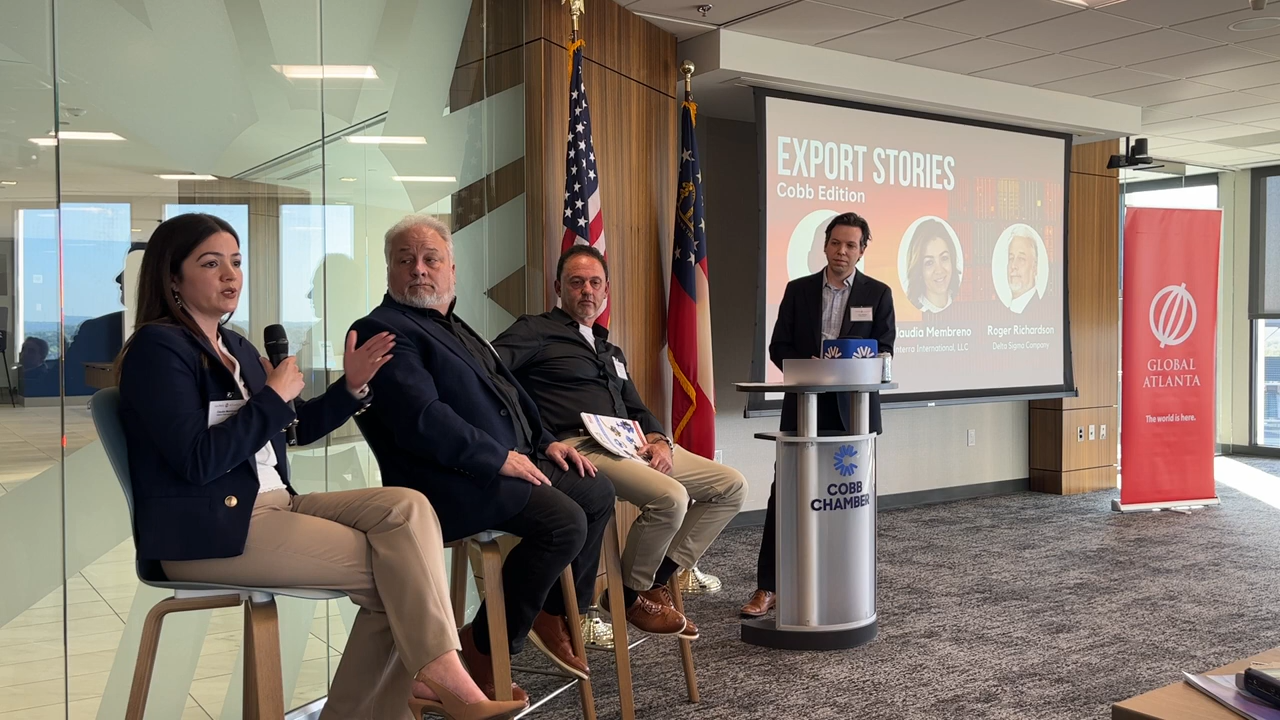 EXPORT STORIES
Cobb Edition
laudia Membreno
Roger Richardson
nterra International, LLC
Delta Sigma Company
COBB
CHAMBER
GLOBAL
ATLANTA
The world is here.